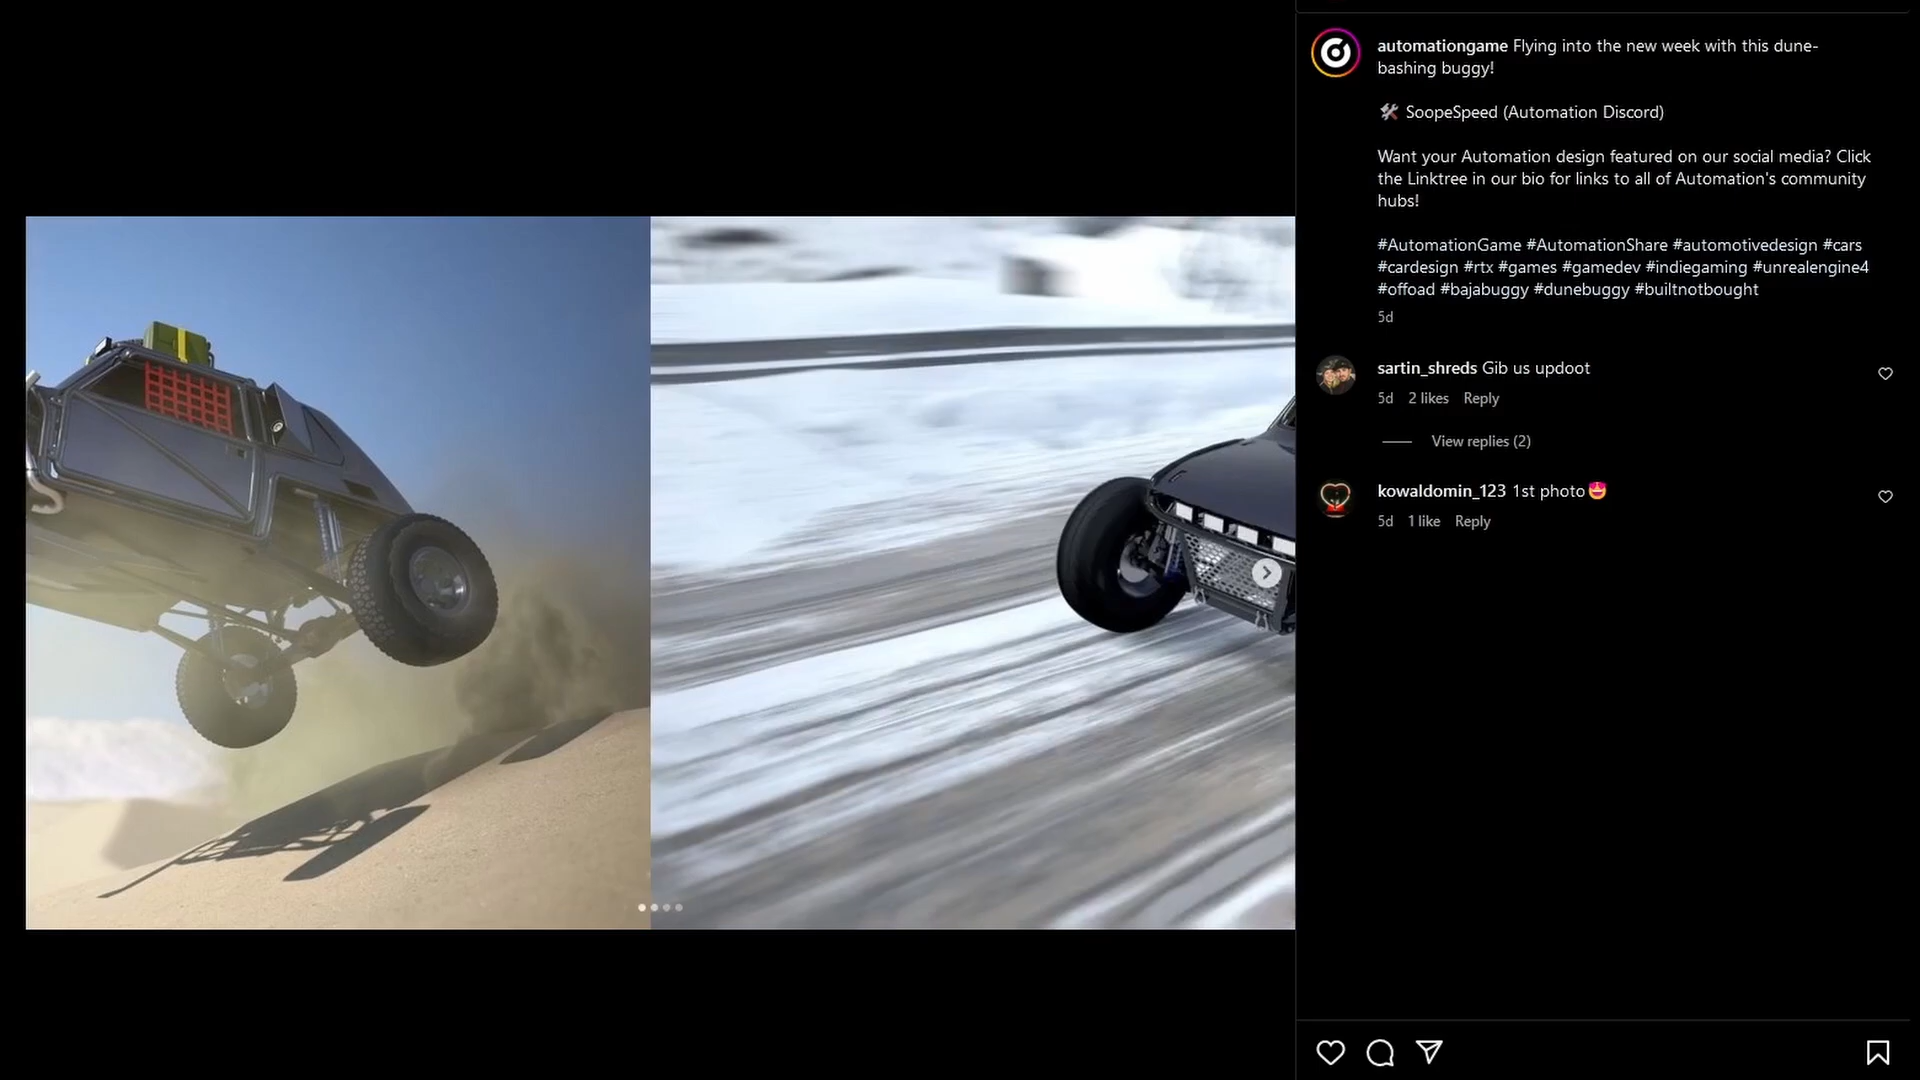 automationgame Flying into the new week with this dune-
bashing buggy!
🛠 SoopeSpeed (Automation Discord)
Want your Automation design featured on our social media? Click
the Linktree in our bio for links to all of Automation's community
hubs!
#AutomationGame #AutomationShare #automotivedesign #cars
#cardesign #rtx #games #gamedev #indiegaming #unrealengine4
#offoad #bajabuggy #dunebuggy #builtnotbought
5d
sartin_shreds Gib us updoot
5d 2 likes Reply
View replies (2)
kowaldomin_123 1st photo😍
5d 1 like Reply